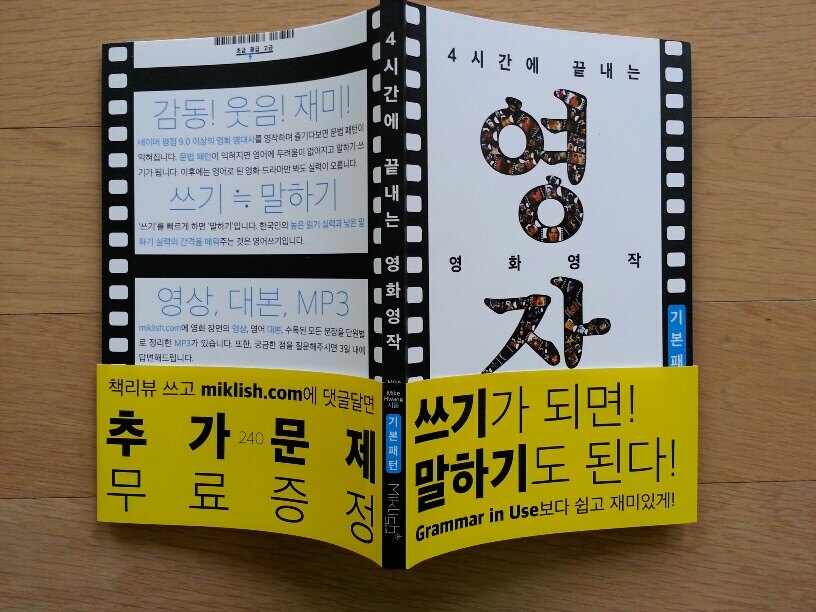 초급 중급 고급
감동! 웃음! 재미!
네이버 평점 9.0 이상의 영화 명대사를 영작하며 즐기다보면 문법 패턴이
익혀집니다. 문법 패턴이 익혀지면 영어에 두려움이 없어지고 말하기·쓰
기가 됩니다. 이후에는 영어로 된 영화·드라마만 봐도 실력이 오릅니다.
쓰기 ≒ 말하기
'쓰기'를 빠르게 하면 '말하기'입니다. 한국인의 높은 읽기 실력과 낮은 말
하기 실력의 간격을 메워주는 것은 영어쓰기입니다.
영상, 대본, MP3
miklish.com에 영화 장면의 영상, 영어 대본, 수록된 모든 문장을 단원별
로 정리한 MP3가 있습니다. 또한, 궁금한 점을 질문해주시면 3일 내에
답변해드립니다.
책리뷰 쓰고 miklish.com에 댓글달면
추가 240 문제
무료증정
4시간에 끝내는 영화영작
Mike
Hwang
지음
기본패턴
Miklish*
4시간에 끝내는
영
화영작
자
기본패
쓰기가 되면!
말하기도 된다!
Grammar in Use보다 쉽고 재미있게!